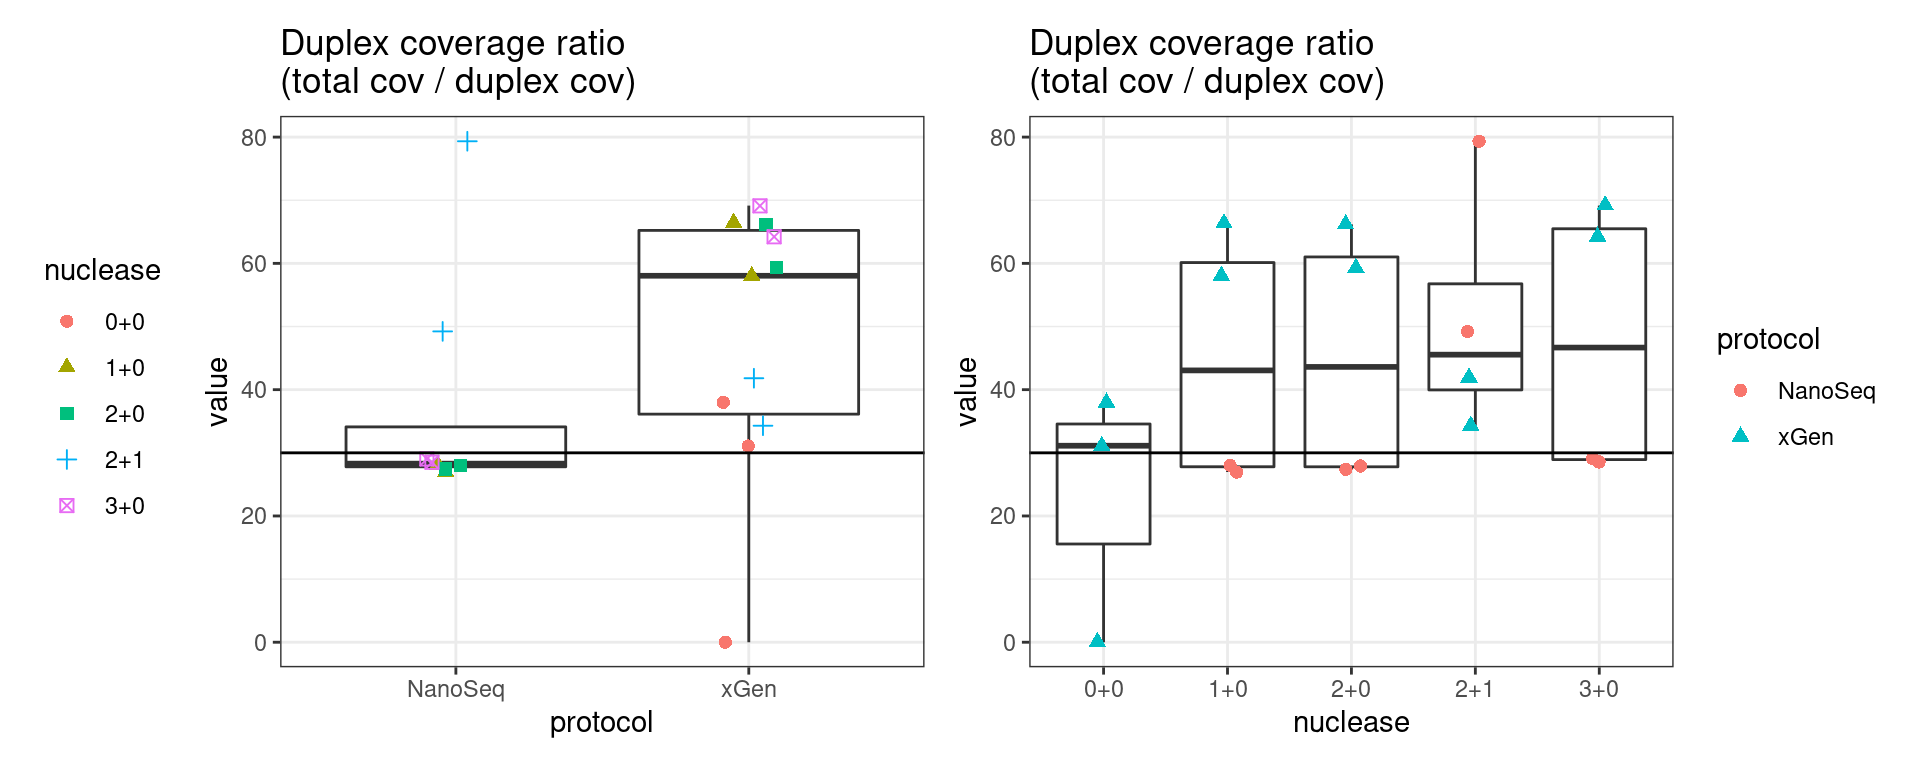 Duplex coverage ratio
(total cov / duplex cov)
nuclease
0+0
1+0
2+0
2+1
3+0
value
80
60
40
20
0
NanoSeq
xGen
protocol
Duplex coverage ratio
(total cov / duplex cov)
value
80
60
40
20
0
0+0
1+0
2+0
2+1
3+0
nuclease
protocol
NanoSeq
xGen